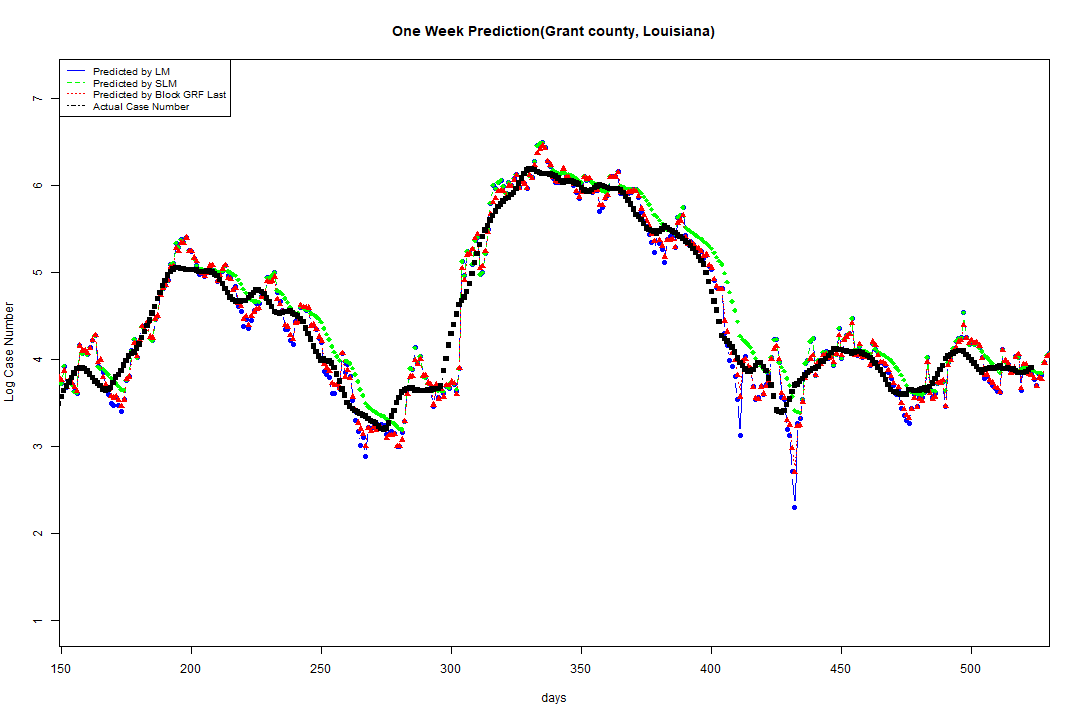 One Week Prediction(Grant county, Louisiana)
Predicted by LM
Predicted by SLM
Predicted by Block GRF Last
Actual Case Number
Log Case Number
7
6
5
4
3
2
1
150 200 250 300 350 400 450 500
days